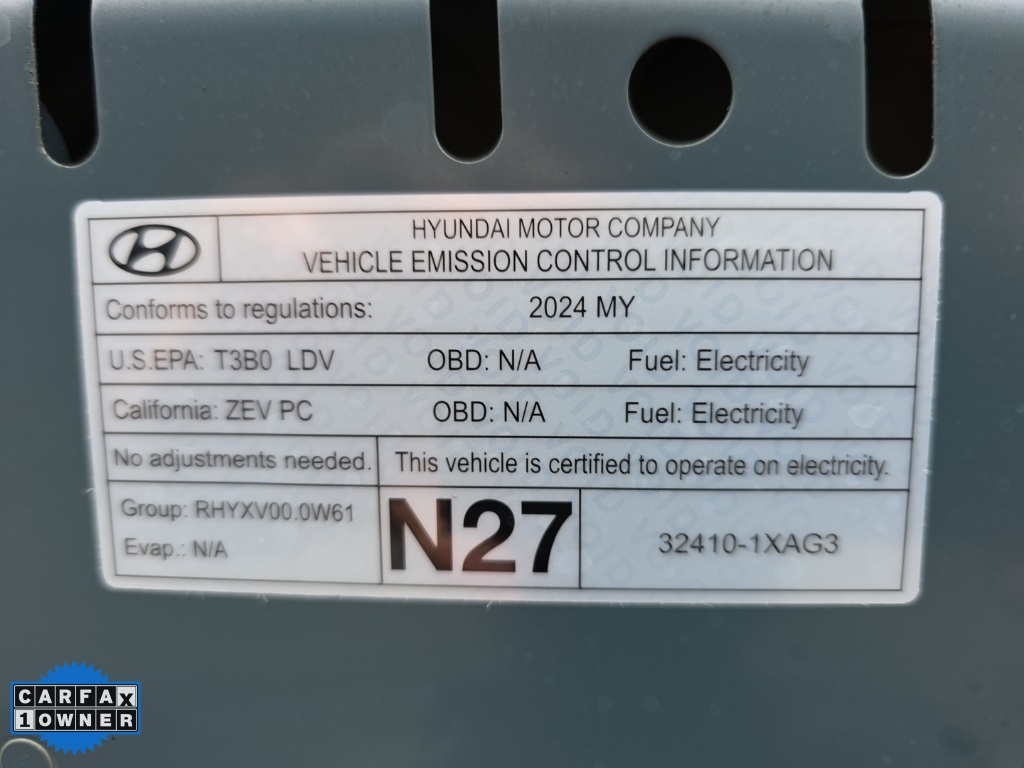 HYUNDAI MOTOR COMPANY
VEHICLE EMISSION CONTROL INFORMATION
Conforms to regulations: 2024 MY
U.S.EPA: T3B0 LDV OBD: N/A Fuel: Electricity
California: ZEV PC OBD: N/A Fuel: Electricity
No adjustments needed. This vehicle is certified to operate on electricity.
Group: RHYXV00.0W61
Evap.: N/A
N27
32410-1XAG3
CARFAX
1 OWNER